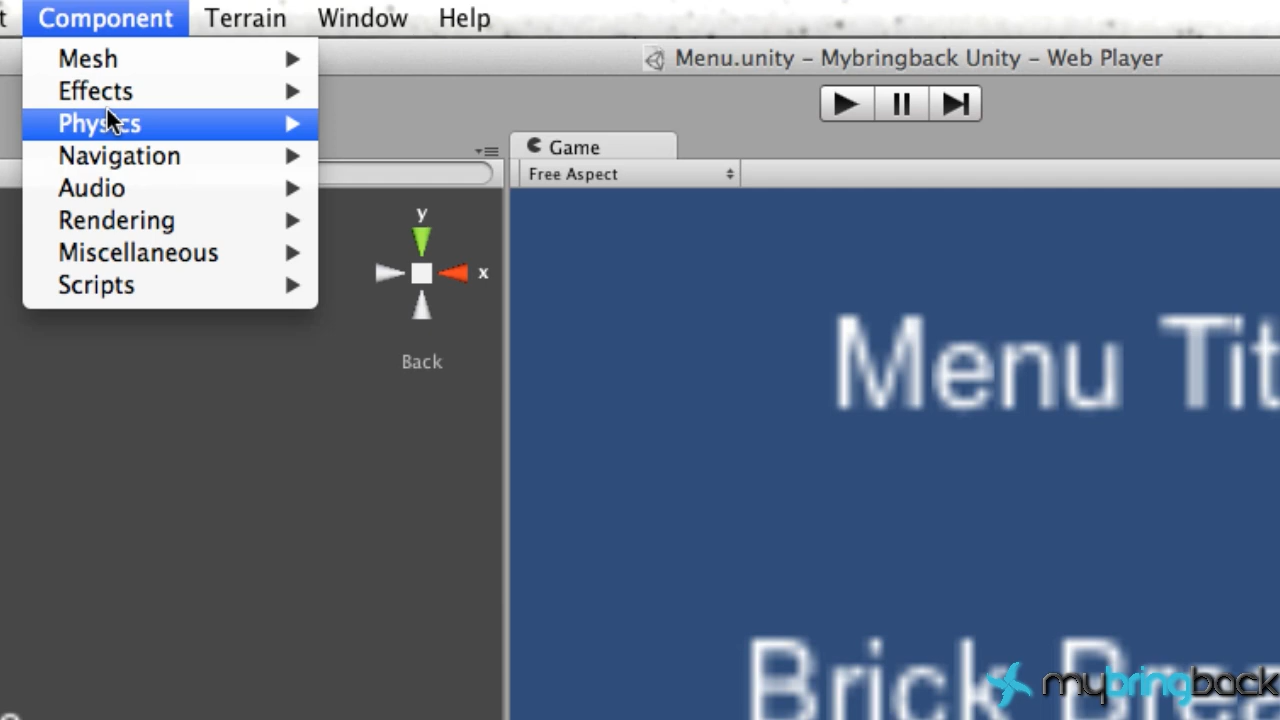 Component Terrain Window Help
Menu.unity – Mybringback Unity – Web Player
Mesh
Effects
Physics
Navigation
Audio
Rendering
Miscellaneous
Scripts
Game
Free Aspect
y
x
Back
Menu
Brick
mybringback